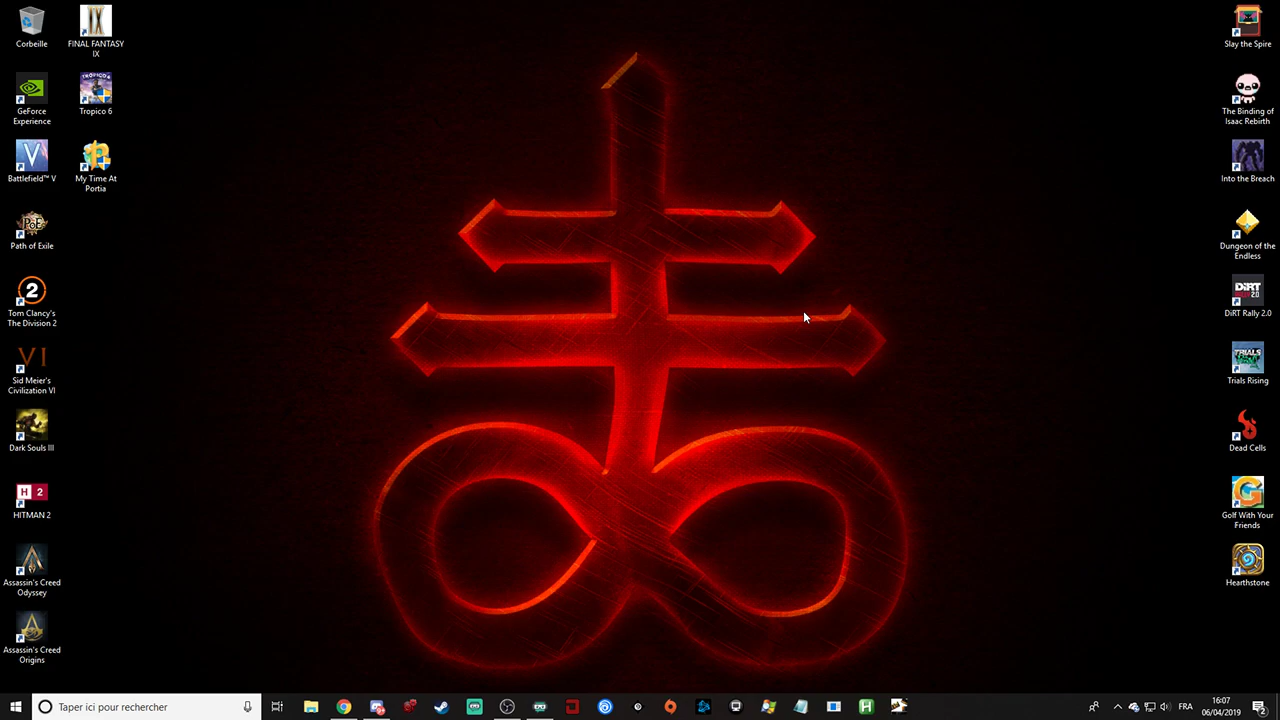 Corbeille
FINAL FANTASY
IX
GeForce
Experience
Tropico 6
Battlefield™ V
My Time At
Portia
Path of Exile
Tom Clancy's
The Division 2
Sid Meier's
Civilization VI
Dark Souls III
HITMAN 2
Assassin's Creed
Odyssey
Assassin's Creed
Origins
Slay the Spire
The Binding of
Isaac Rebirth
Into the Breach
Dungeon of the
Endless
DiRT Rally 2.0
Trials Rising
Dead Cells
Golf With Your
Friends
Hearthstone
Taper ici pour rechercher
FRA
16:07
06/04/2019